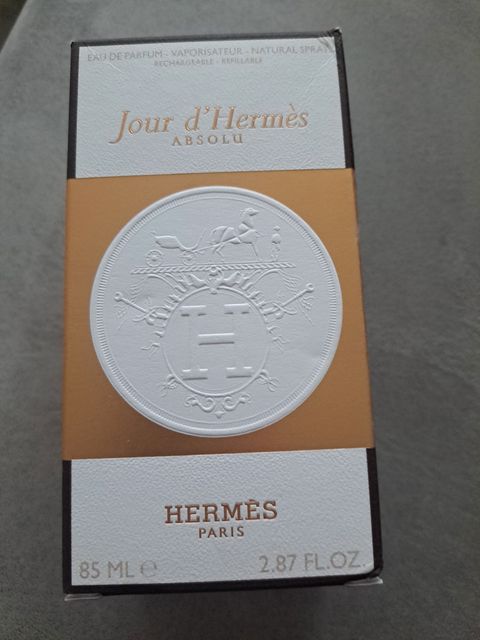 EAU DE PARFUM - VAPORISATEUR - NATURAL SPRAY
RECHARGEABLE - REFILLABLE
Jour d'Hermès
ABSOLU
H
HERMÈS
PARIS
85 ML ℮ 2.87 FL.OZ.